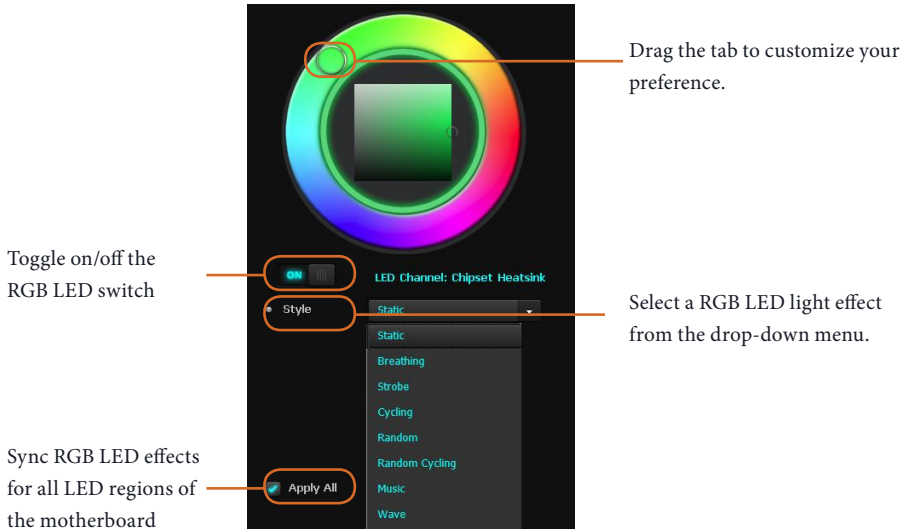 Drag the tab to customize your
preference.
Toggle on/off the
RGB LED switch
ON
LED Channel: Chipset Heatsink
Style
Static
Select a RGB LED light effect
from the drop-down menu.
Static
Breathing
Strobe
Cycling
Random
Random Cycling
Sync RGB LED effects
for all LED regions of
the motherboard
Apply All
Music
Wave